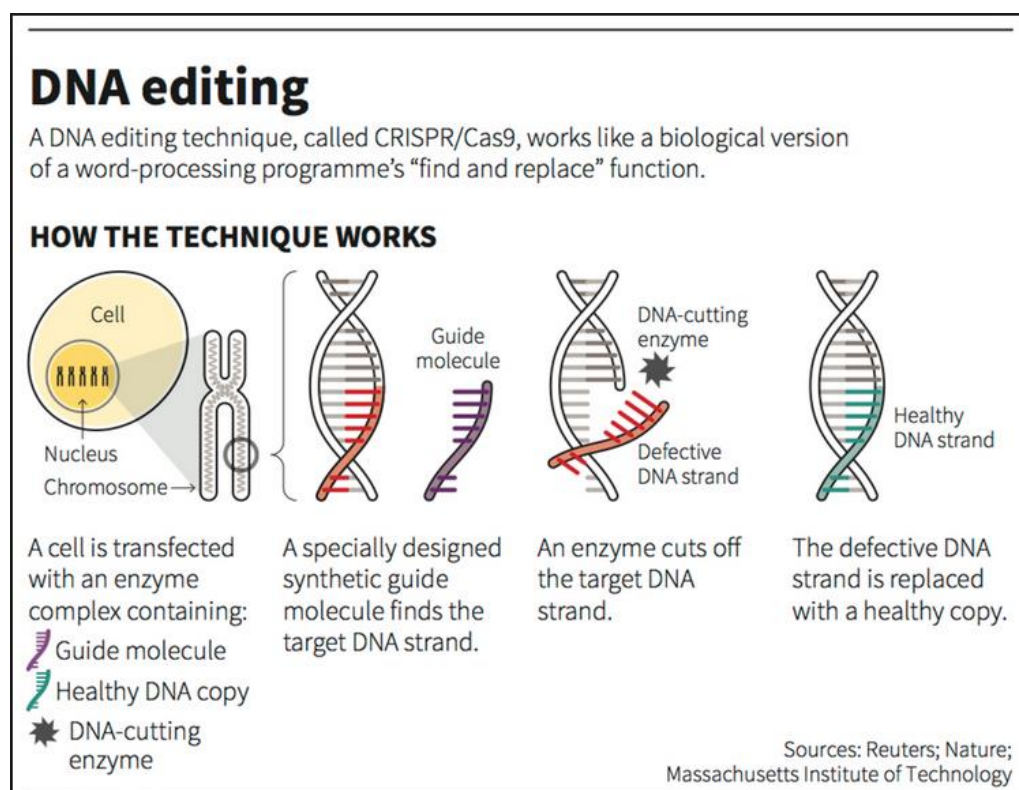 DNA editing
A DNA editing technique, called CRISPR/Cas9, works like a biological version
of a word-processing programme's “find and replace” function.
HOW THE TECHNIQUE WORKS
Cell
Nucleus
Chromosome
Guide
molecule
DNA-cutting
enzyme
Defective
DNA strand
Healthy
DNA strand
A cell is transfected
with an enzyme
complex containing:
Guide molecule
Healthy DNA copy
DNA-cutting
enzyme
A specially designed
synthetic guide
molecule finds the
target DNA strand.
An enzyme cuts off
the target DNA
strand.
The defective DNA
strand is replaced
with a healthy copy.
Sources: Reuters; Nature;
Massachusetts Institute of Technology